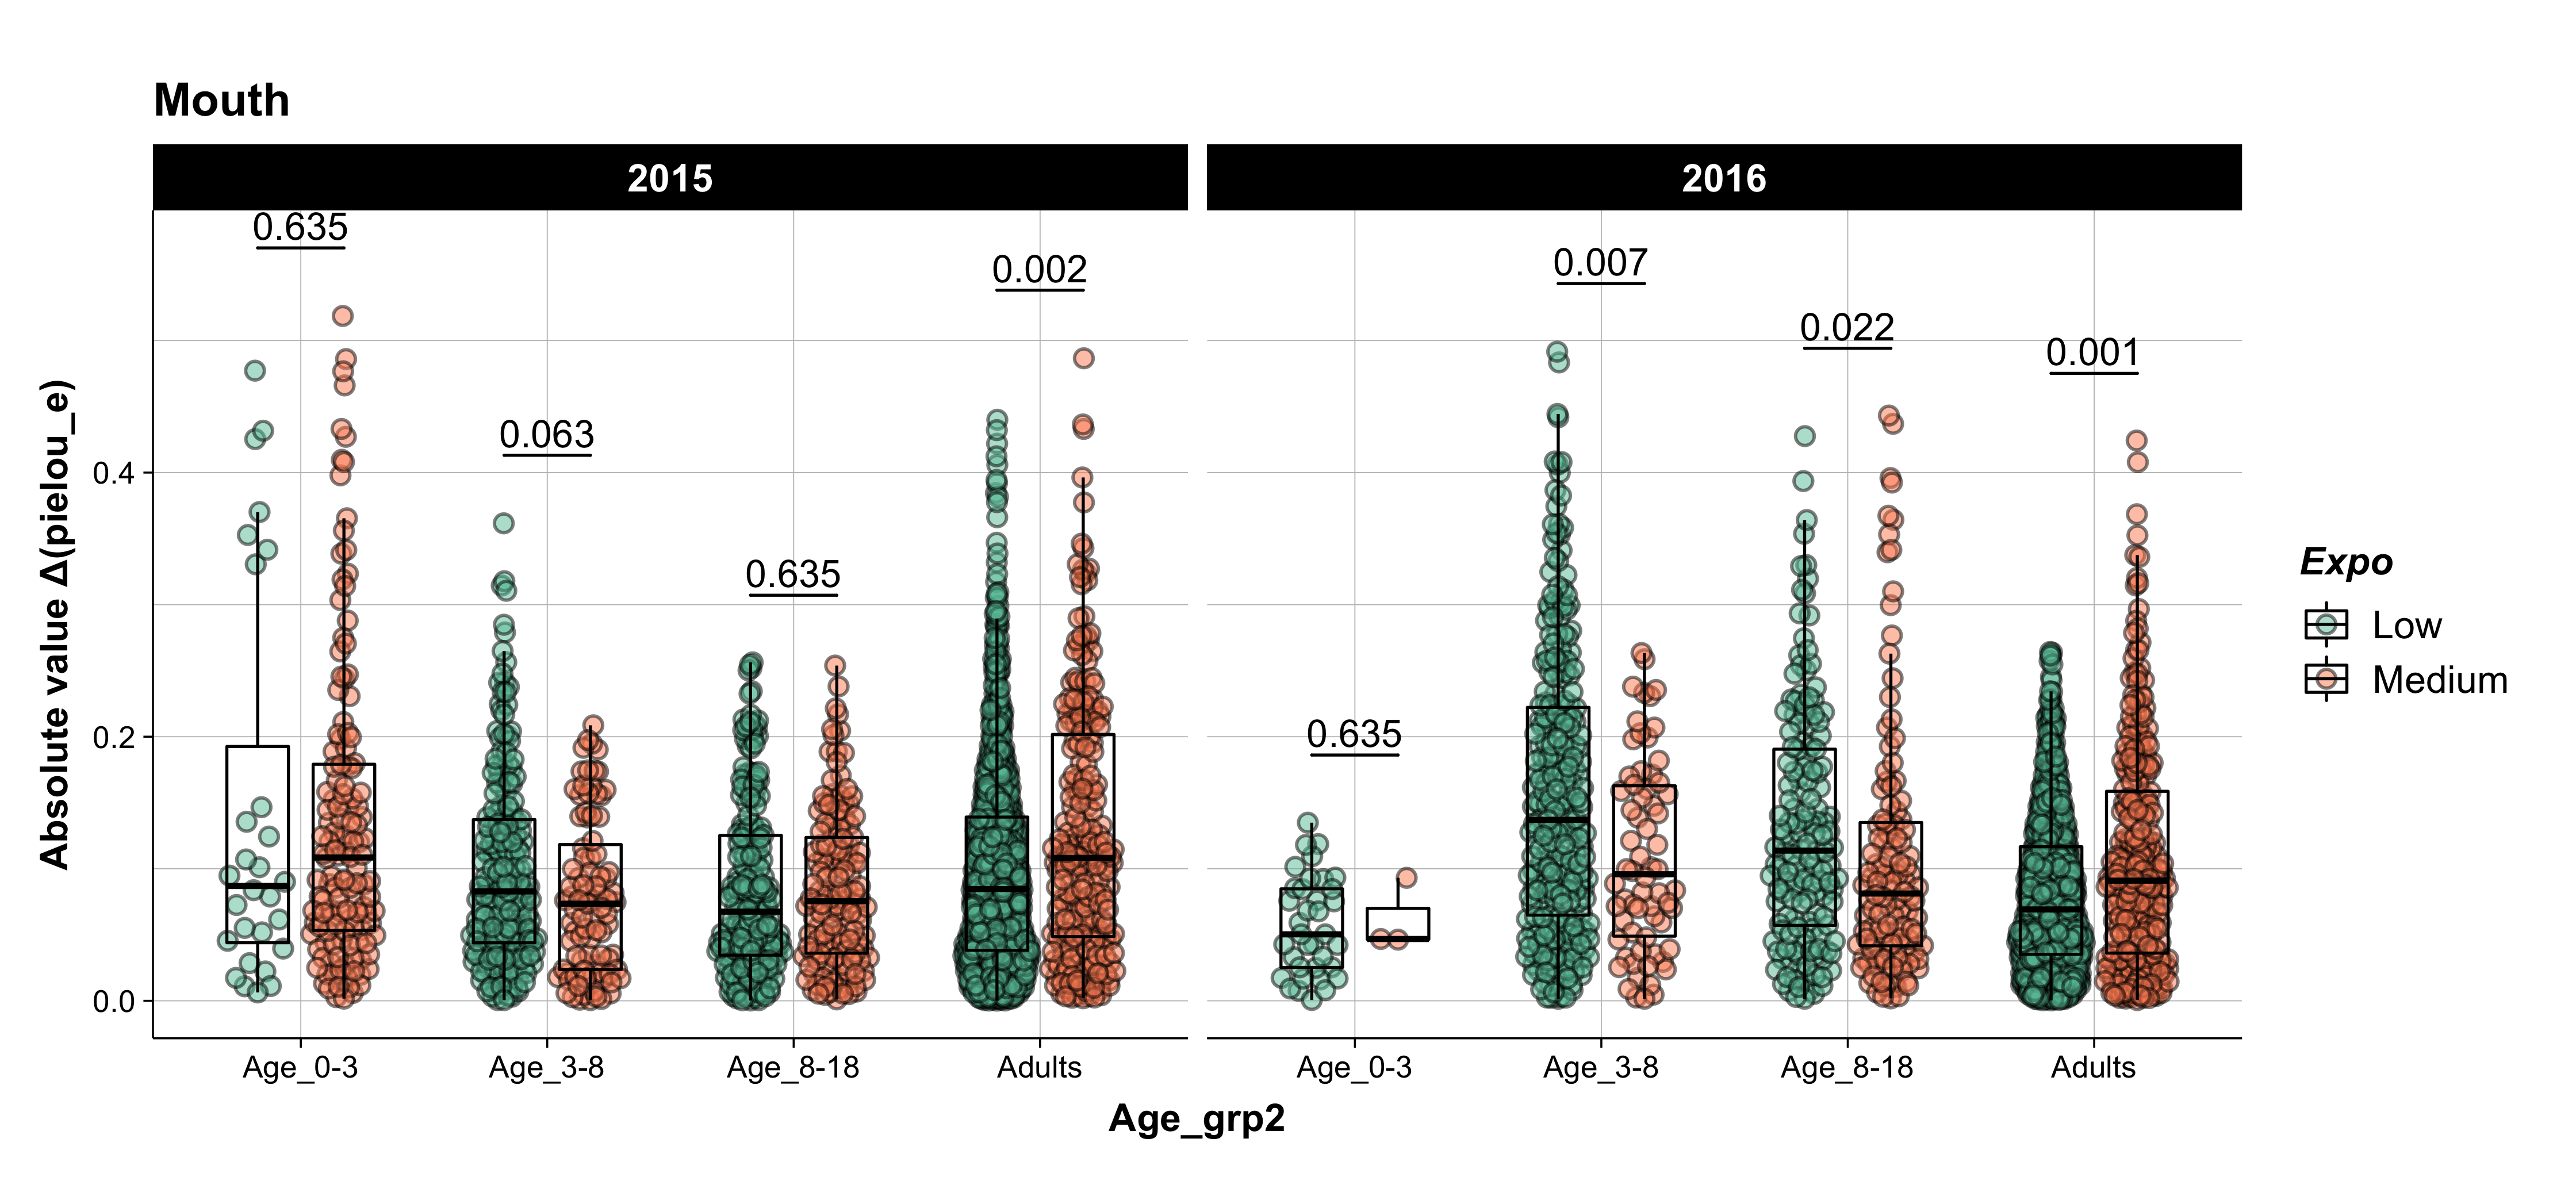 Mouth
2015
2016
0.635
0.063
0.635
0.002
0.635
0.007
0.022
0.001
Absolute value Δ(pielou_e)
0.4
0.2
0.0
Age_0-3
Age_3-8
Age_8-18
Adults
Age_0-3
Age_3-8
Age_8-18
Adults
Age_grp2
Expo
Low
Medium